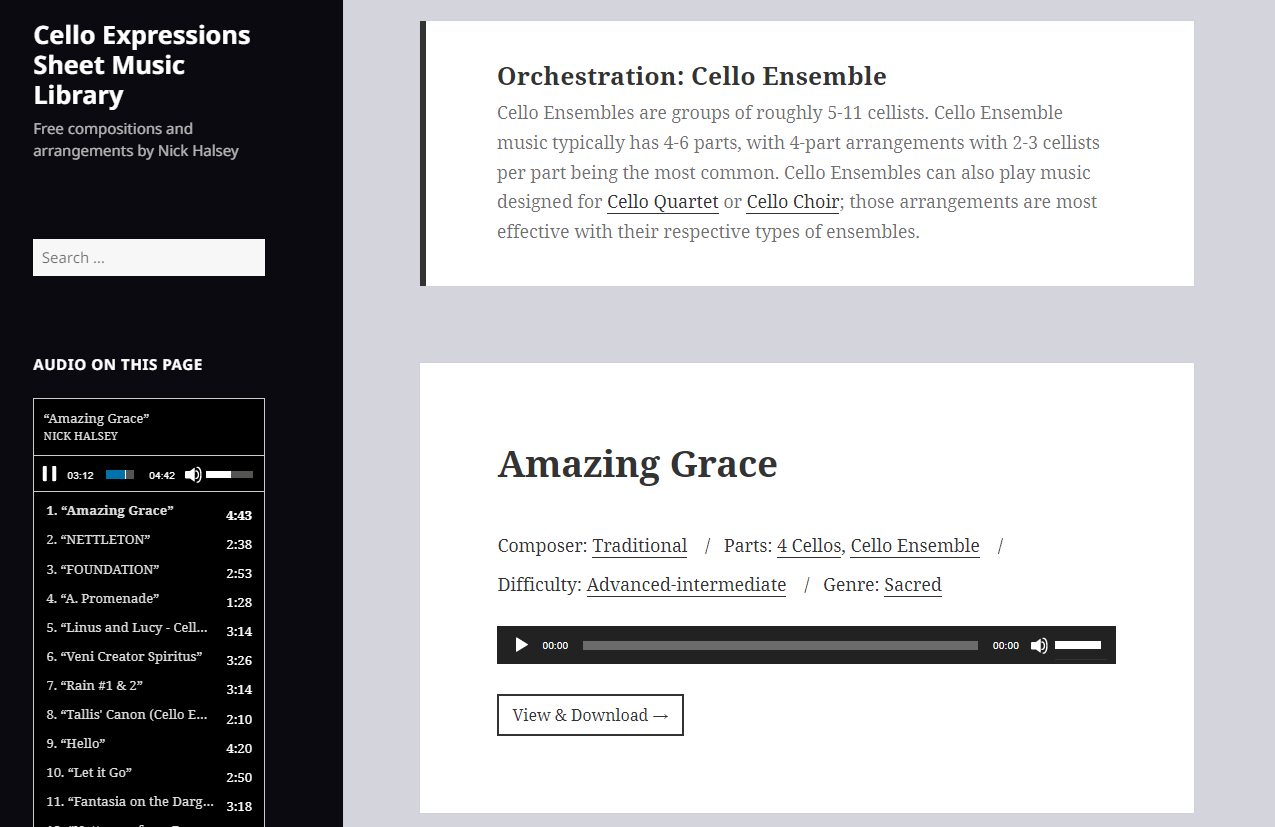 Cello Expressions
Sheet Music
Library
Free compositions and
arrangements by Nick Halsey
Search ...
AUDIO ON THIS PAGE
“Amazing Grace”
NICK HALSEY
03:12 04:42
1. “Amazing Grace” 4:43
2. “NETTLETON” 2:38
3. “FOUNDATION” 2:53
4. “A. Promenade” 1:28
5. “Linus and Lucy - Cell... 3:14
6. “Veni Creator Spiritus” 3:26
7. “Rain #1 & 2” 3:14
8. “Tallis' Canon (Cello E... 2:10
9. “Hello” 4:20
10. “Let it Go” 2:50
11. “Fantasia on the Darg... 3:18
Orchestration: Cello Ensemble
Cello Ensembles are groups of roughly 5-11 cellists. Cello Ensemble
music typically has 4-6 parts, with 4-part arrangements with 2-3 cellists
per part being the most common. Cello Ensembles can also play music
designed for Cello Quartet or Cello Choir; those arrangements are most
effective with their respective types of ensembles.
Amazing Grace
Composer: Traditional / Parts: 4 Cellos, Cello Ensemble /
Difficulty: Advanced-intermediate / Genre: Sacred
00:00 00:00
View & Download →